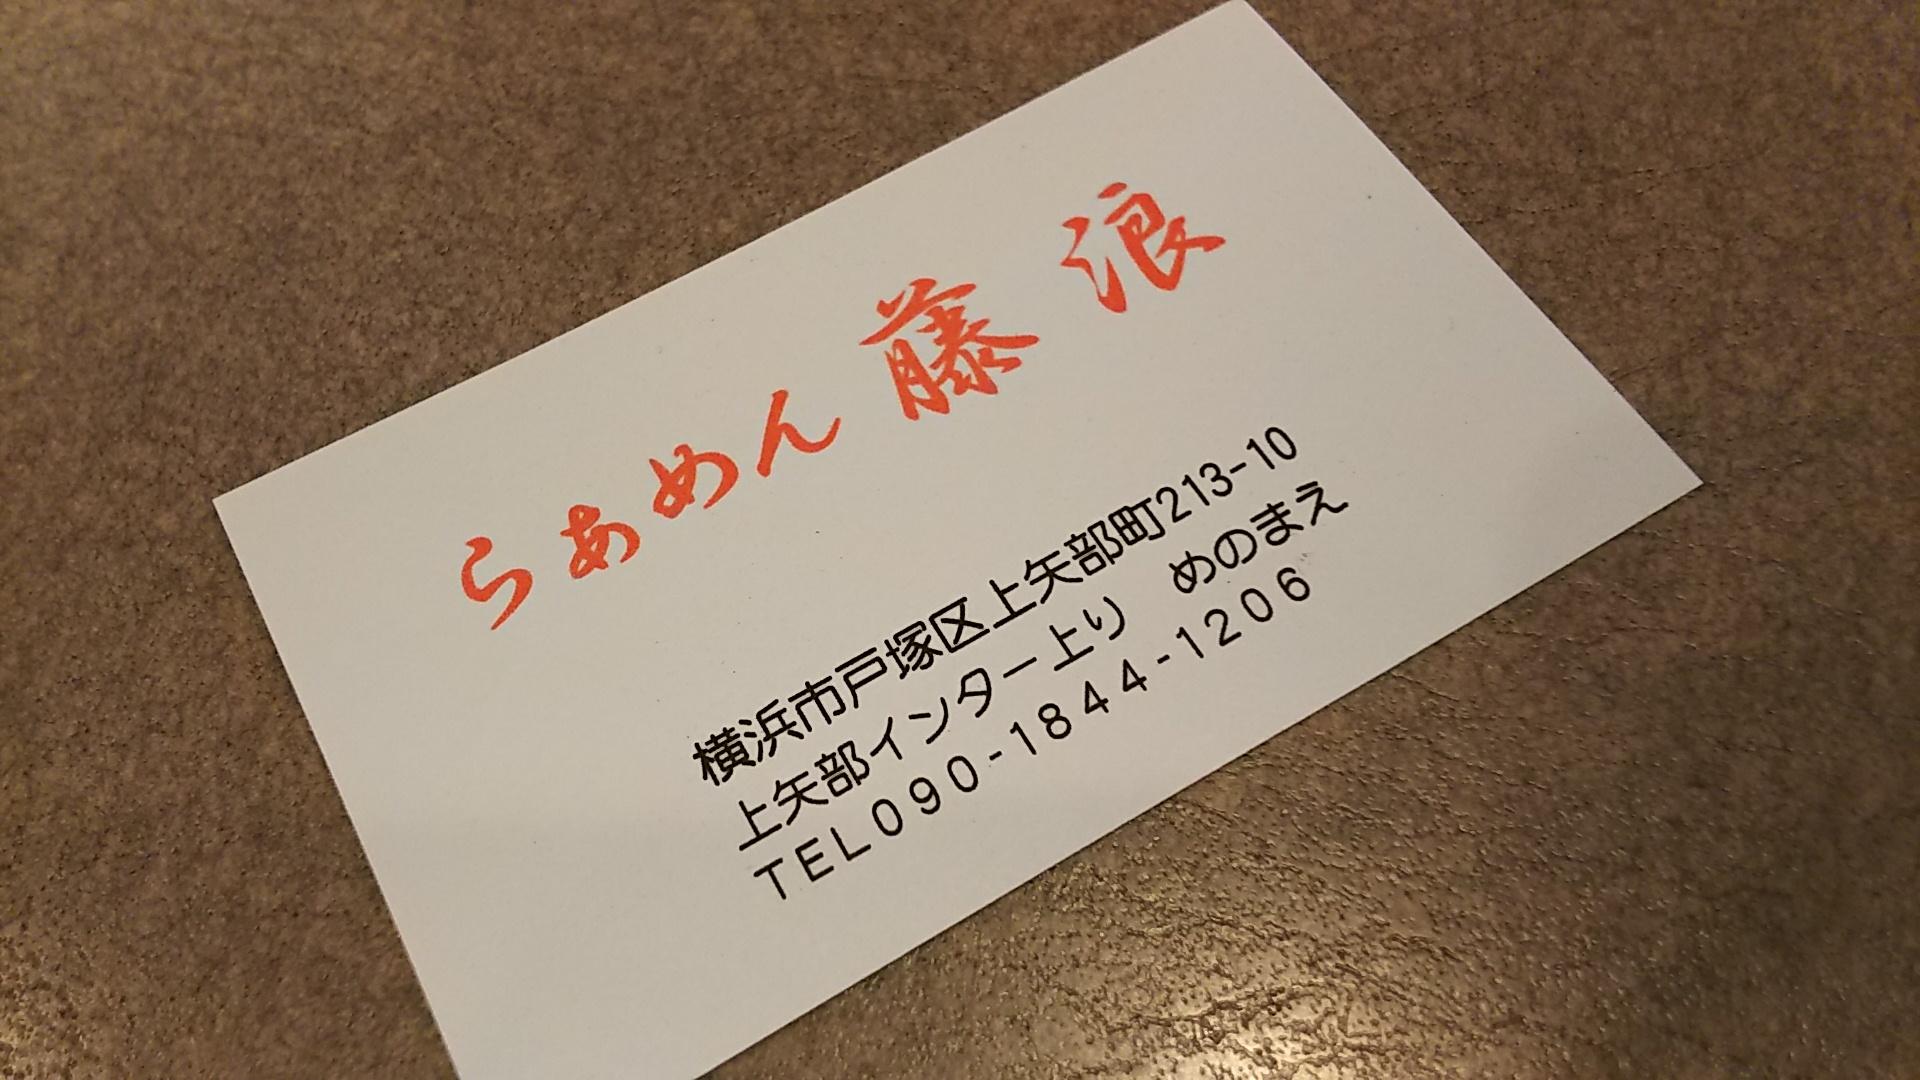 らぁめん 藤 浪
横浜市戸塚区上矢部町213-10
上矢部インター上り　めのまえ
TEL090-1844-1206